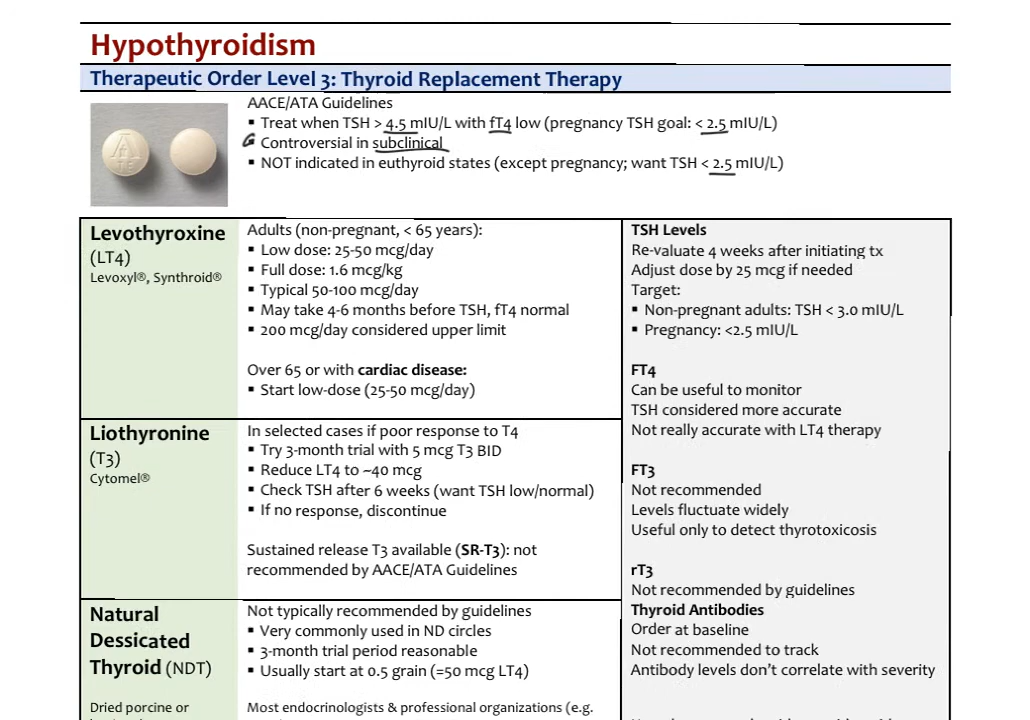 Hypothyroidism
Therapeutic Order Level 3: Thyroid Replacement Therapy
AACE/ATA Guidelines
▪ Treat when TSH > 4.5 mIU/L with fT4 low (pregnancy TSH goal: < 2.5 mIU/L)
Controversial in subclinical
▪ NOT indicated in euthyroid states (except pregnancy; want TSH < 2.5 mIU/L)
Levothyroxine
(LT4)
Levoxyl®, Synthroid®
Adults (non-pregnant, < 65 years):
▪ Low dose: 25-50 mcg/day
▪ Full dose: 1.6 mcg/kg
▪ Typical 50-100 mcg/day
▪ May take 4-6 months before TSH, fT4 normal
▪ 200 mcg/day considered upper limit
Over 65 or with cardiac disease:
▪ Start low-dose (25-50 mcg/day)
Liothyronine
(T3)
Cytomel®
In selected cases if poor response to T4
▪ Try 3-month trial with 5 mcg T3 BID
▪ Reduce LT4 to ~40 mcg
▪ Check TSH after 6 weeks (want TSH low/normal)
▪ If no response, discontinue
Sustained release T3 available (SR-T3): not
recommended by AACE/ATA Guidelines
Natural
Dessicated
Thyroid (NDT)
Dried porcine or
Not typically recommended by guidelines
▪ Very commonly used in ND circles
▪ 3-month trial period reasonable
▪ Usually start at 0.5 grain (=50 mcg LT4)
Most endocrinologists & professional organizations (e.g.
TSH Levels
Re-valuate 4 weeks after initiating tx
Adjust dose by 25 mcg if needed
Target:
▪ Non-pregnant adults: TSH < 3.0 mIU/L
▪ Pregnancy: <2.5 mIU/L
FT4
Can be useful to monitor
TSH considered more accurate
Not really accurate with LT4 therapy
FT3
Not recommended
Levels fluctuate widely
Useful only to detect thyrotoxicosis
rT3
Not recommended by guidelines
Thyroid Antibodies
Order at baseline
Not recommended to track
Antibody levels don't correlate with severity